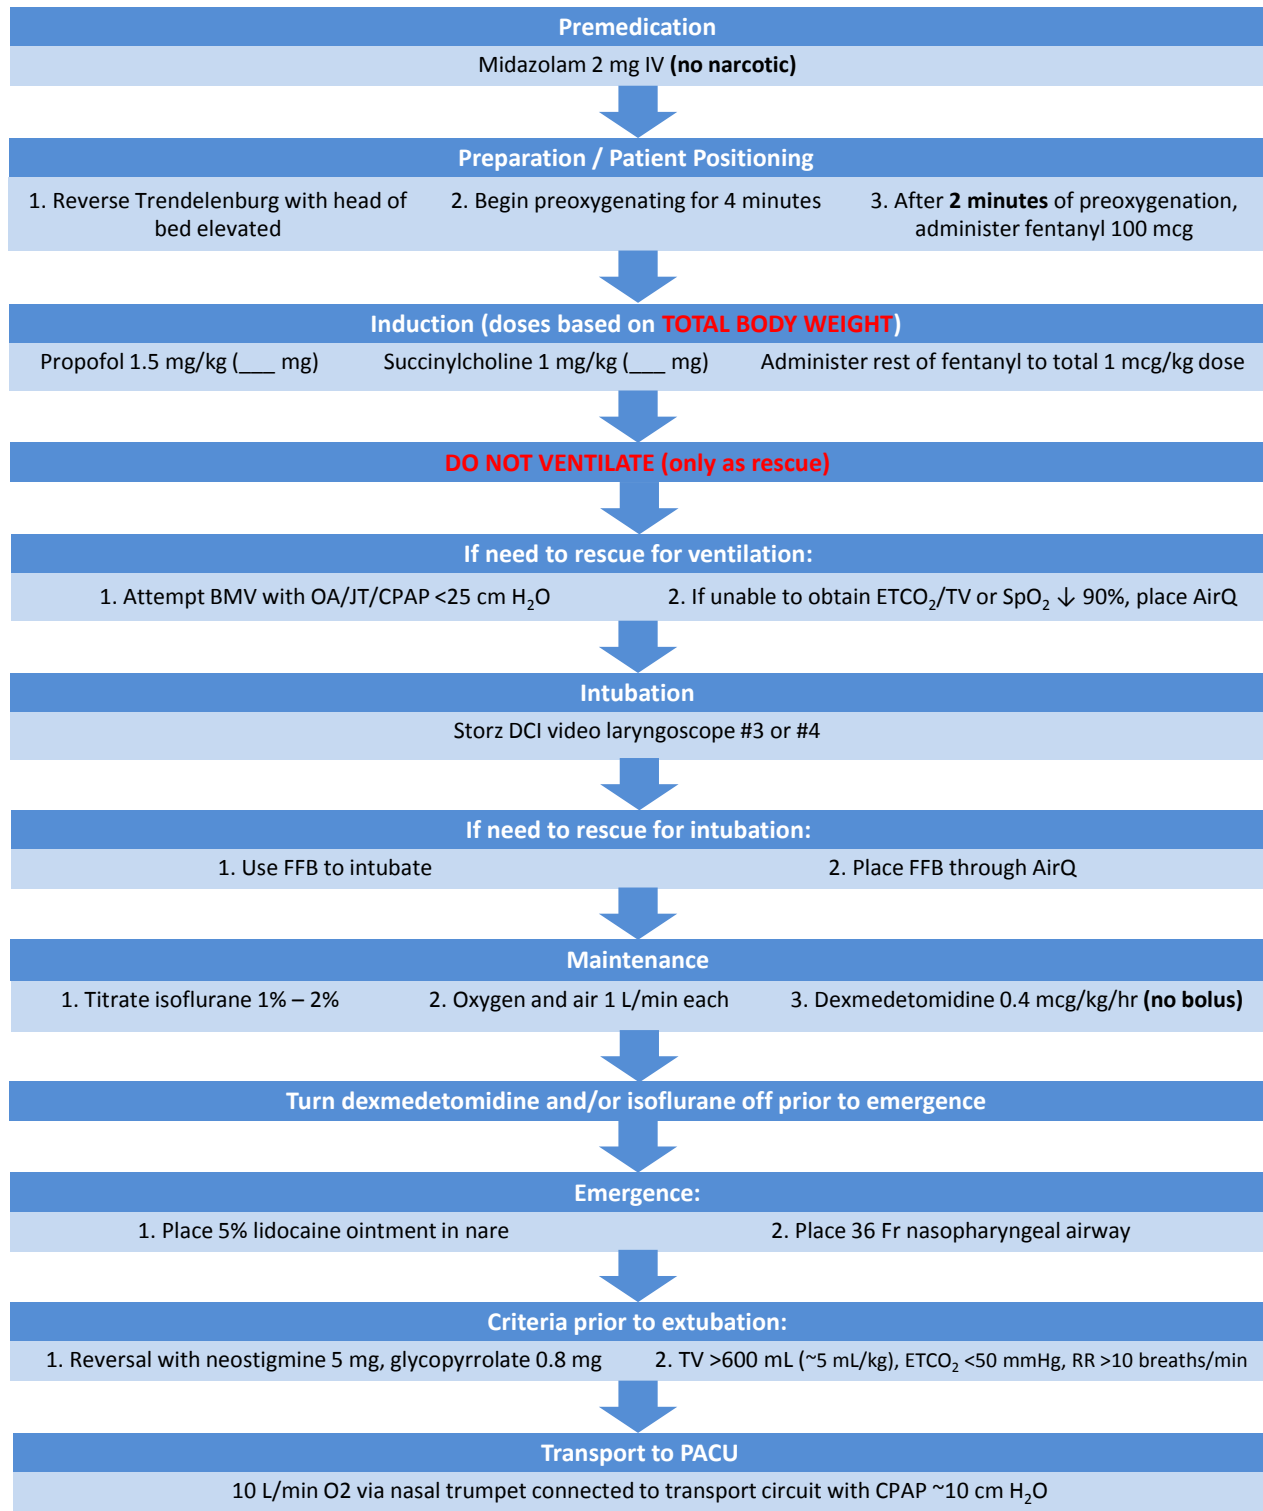 Premedication
Midazolam 2 mg IV (no narcotic)
Preparation / Patient Positioning
1. Reverse Trendelenburg with head of
bed elevated
2. Begin preoxygenating for 4 minutes
3. After 2 minutes of preoxygenation,
administer fentanyl 100 mcg
Induction (doses based on TOTAL BODY WEIGHT)
Propofol 1.5 mg/kg (___ mg)
Succinylcholine 1 mg/kg (___ mg)
Administer rest of fentanyl to total 1 mcg/kg dose
DO NOT VENTILATE (only as rescue)
If need to rescue for ventilation:
1. Attempt BMV with OA/JT/CPAP <25 cm H₂O
2. If unable to obtain ETCO₂/TV or SpO₂ ↓ 90%, place AirQ
Intubation
Storz DCI video laryngoscope #3 or #4
If need to rescue for intubation:
1. Use FFB to intubate
2. Place FFB through AirQ
Maintenance
1. Titrate isoflurane 1% – 2%
2. Oxygen and air 1 L/min each
3. Dexmedetomidine 0.4 mcg/kg/hr (no bolus)
Turn dexmedetomidine and/or isoflurane off prior to emergence
Emergence:
1. Place 5% lidocaine ointment in nare
2. Place 36 Fr nasopharyngeal airway
Criteria prior to extubation:
1. Reversal with neostigmine 5 mg, glycopyrrolate 0.8 mg
2. TV >600 mL (~5 mL/kg), ETCO₂ <50 mmHg, RR >10 breaths/min
Transport to PACU
10 L/min O2 via nasal trumpet connected to transport circuit with CPAP ~10 cm H₂O